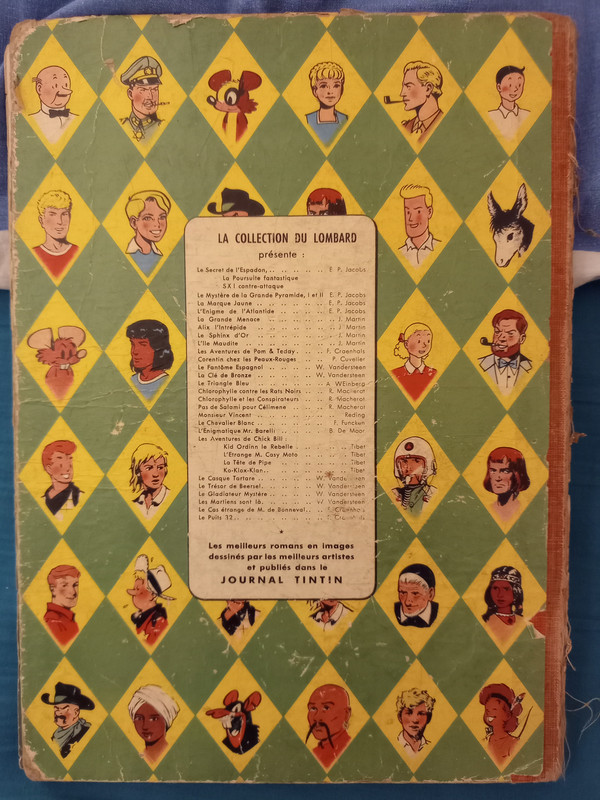 LA COLLECTION DU LOMBARD
présente :
Le Secret de l'Espadon, .. .. .. .. .. E. P. Jacobs
La Poursuite fantastique
SX1 contre-attaque
Le Mystère de la Grande Pyramide, I et II E. P. Jacobs
La Marque Jaune .. .. .. .. .. E. P. Jacobs
L'Enigme de l'Atlantide .. .. .. .. E. P. Jacobs
La Grande Menace .. .. .. .. J. Martin
Alix l'Intrépide .. .. .. .. J. Martin
Le Sphinx d'Or .. .. .. .. J. Martin
L'Ile Maudite .. .. .. .. J. Martin
Les Aventures de Pom & Teddy . F. Craenhals
Corentin chez les Peaux-Rouges . P. Cuvelier
Le Fantôme Espagnol .. .. W. Vandersteen
La Clé de Bronze .. .. .. W. Vandersteen
Le Triangle Bleu .. .. .. .. A. Weinberg
Chlorophylle contre les Rats Noirs .. R. Macherot
Chlorophylle et les Conspirateurs .. R. Macherot
Pas de Salami pour Célimène .. .. R. Macherot
Monsieur Vincent .. .. .. .. Reding
Le Chevalier Blanc .. .. .. .. F. Funcken
L'Enigmatique Mr. Barelli .. .. B. De Moor
Les Aventures de Chick Bill :
Kid Ordinn le Rebelle .. .. .. Tibet
L'Etrange M. Casy Moto .. .. Tibet
La Tête de Pipe .. .. .. Tibet
Ko-Klox-Klan .. .. .. Tibet
Le Casque Tartare .. .. .. W. Vandersteen
Le Trésor de Beersel .. .. .. W. Vandersteen
Le Gladiateur Mystère .. .. W. Vandersteen
Les Martiens sont là .. .. W. Vandersteen
Le Cas étrange de M. de Bonneval .. F. Craenhals
Le Puits 32 .. .. .. .. F. Craenhals
Les meilleurs romans en images
dessinés par les meilleurs artistes
et publiés dans le
JOURNAL TINTIN